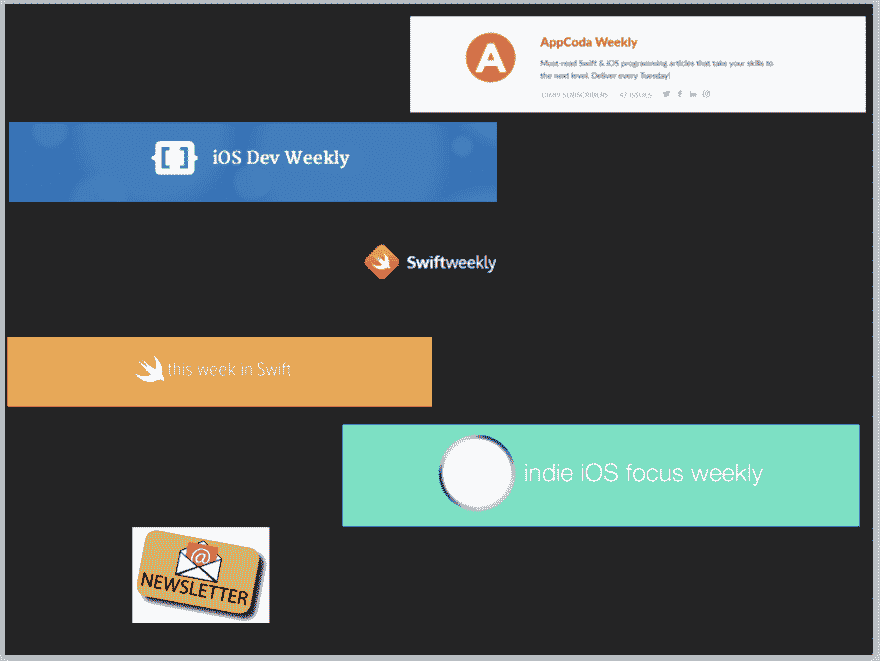 A
AppCoda Weekly
Must-read Swift & iOS programming articles that take your skills to
the next level. Deliver every Tuesday!
SUBSCRIBERS 47 ISSUES
[ ] iOS Dev Weekly
Swiftweekly
this week in Swift
indie iOS focus weekly
@
NEWSLETTER